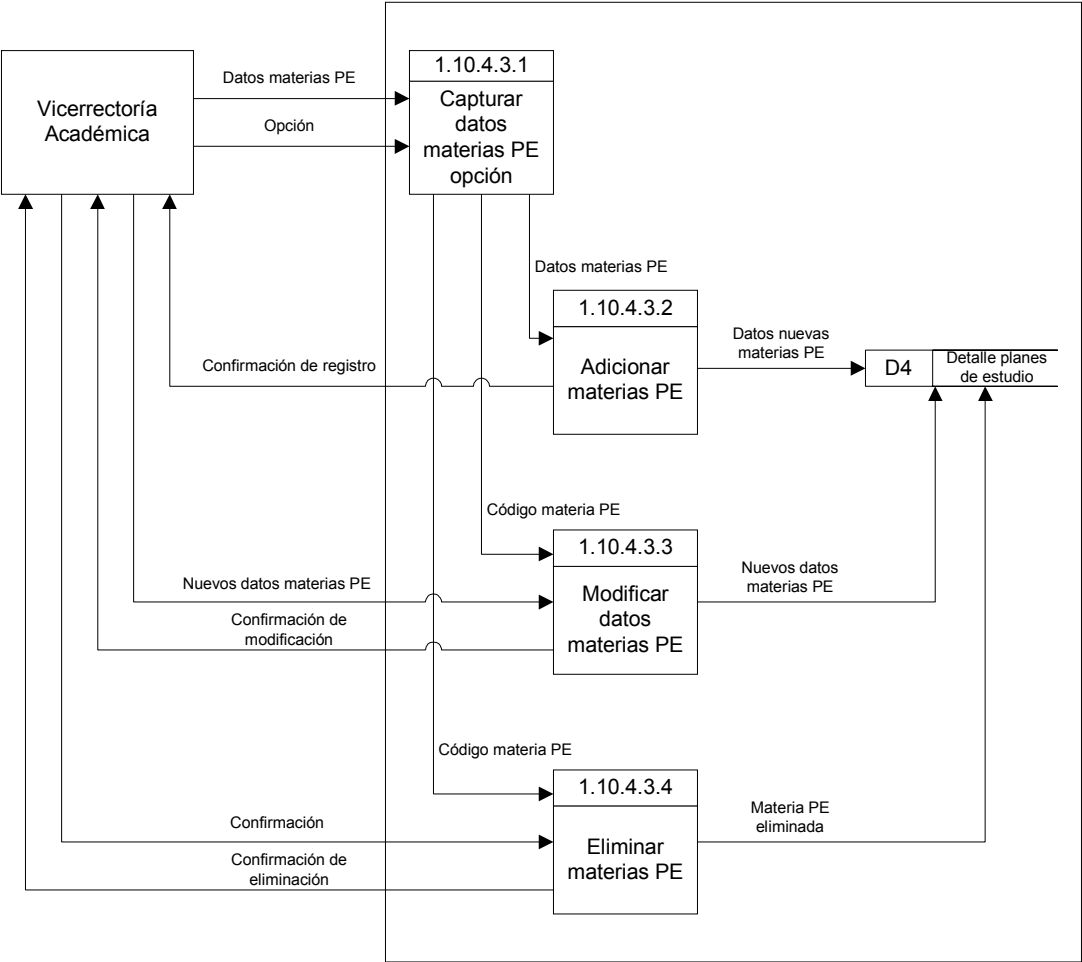 Vicerrectoría
Académica
Datos materias PE
Opción
1.10.4.3.1
Capturar
datos
materias PE
opción
Datos materias PE
1.10.4.3.2
Adicionar
materias PE
Confirmación de registro
Datos nuevas
materias PE
D4
Detalle planes
de estudio
Código materia PE
1.10.4.3.3
Modificar
datos
materias PE
Nuevos datos materias PE
Confirmación de
modificación
Nuevos datos
materias PE
Código materia PE
1.10.4.3.4
Eliminar
materias PE
Confirmación
Confirmación de
eliminación
Materia PE
eliminada